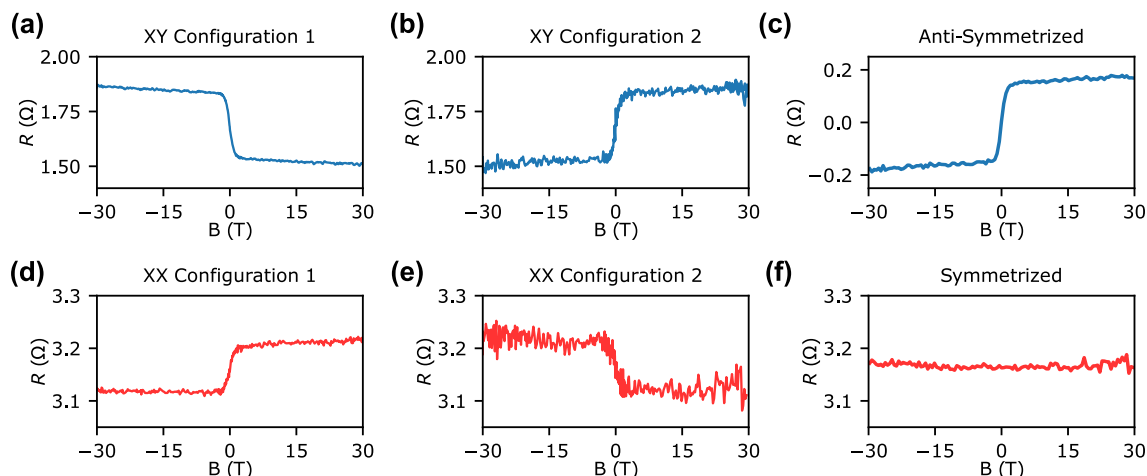 (a) XY Configuration 1
2.00
1.75
1.50
R (Ω)
−30 −15 0 15 30
B (T)
(b) XY Configuration 2
2.00
1.75
1.50
R (Ω)
−30 −15 0 15 30
B (T)
(c) Anti-Symmetrized
0.2
0.0
−0.2
R (Ω)
−30 −15 0 15 30
B (T)
(d) XX Configuration 1
3.3
3.2
3.1
R (Ω)
−30 −15 0 15 30
B (T)
(e) XX Configuration 2
3.3
3.2
3.1
R (Ω)
−30 −15 0 15 30
B (T)
(f) Symmetrized
3.3
3.2
3.1
R (Ω)
−30 −15 0 15 30
B (T)